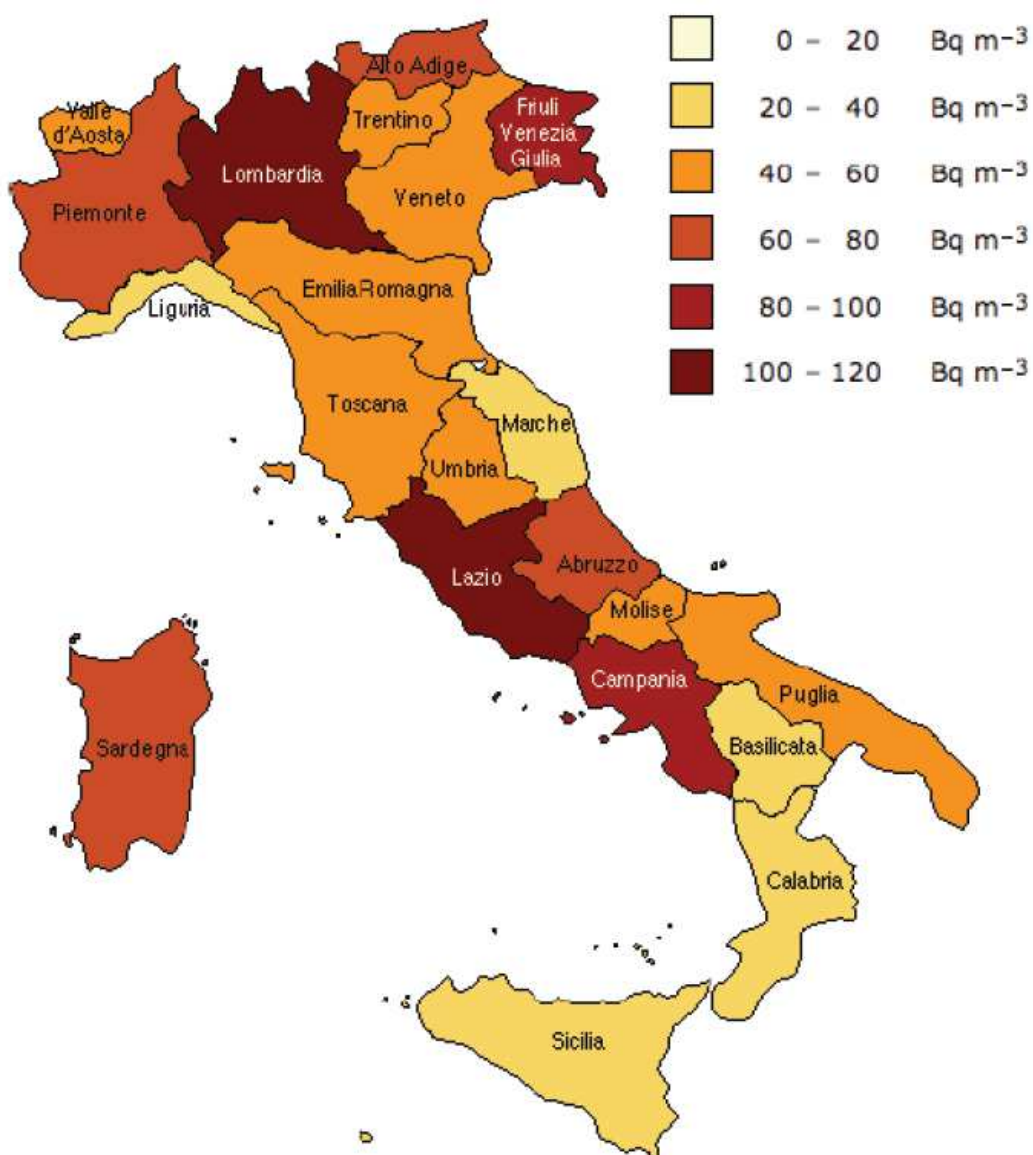 0 – 20 Bq m⁻³
20 – 40 Bq m⁻³
40 – 60 Bq m⁻³
60 – 80 Bq m⁻³
80 – 100 Bq m⁻³
100 – 120 Bq m⁻³
Alto Adige
Valle
d'Aosta
Trentino
Friuli
Venezia
Giulia
Lombardia
Veneto
Piemonte
EmiliaRomagna
Liguria
Toscana
Marche
Umbria
Lazio
Abruzzo
Molise
Campania
Puglia
Basilicata
Sardegna
Calabria
Sicilia